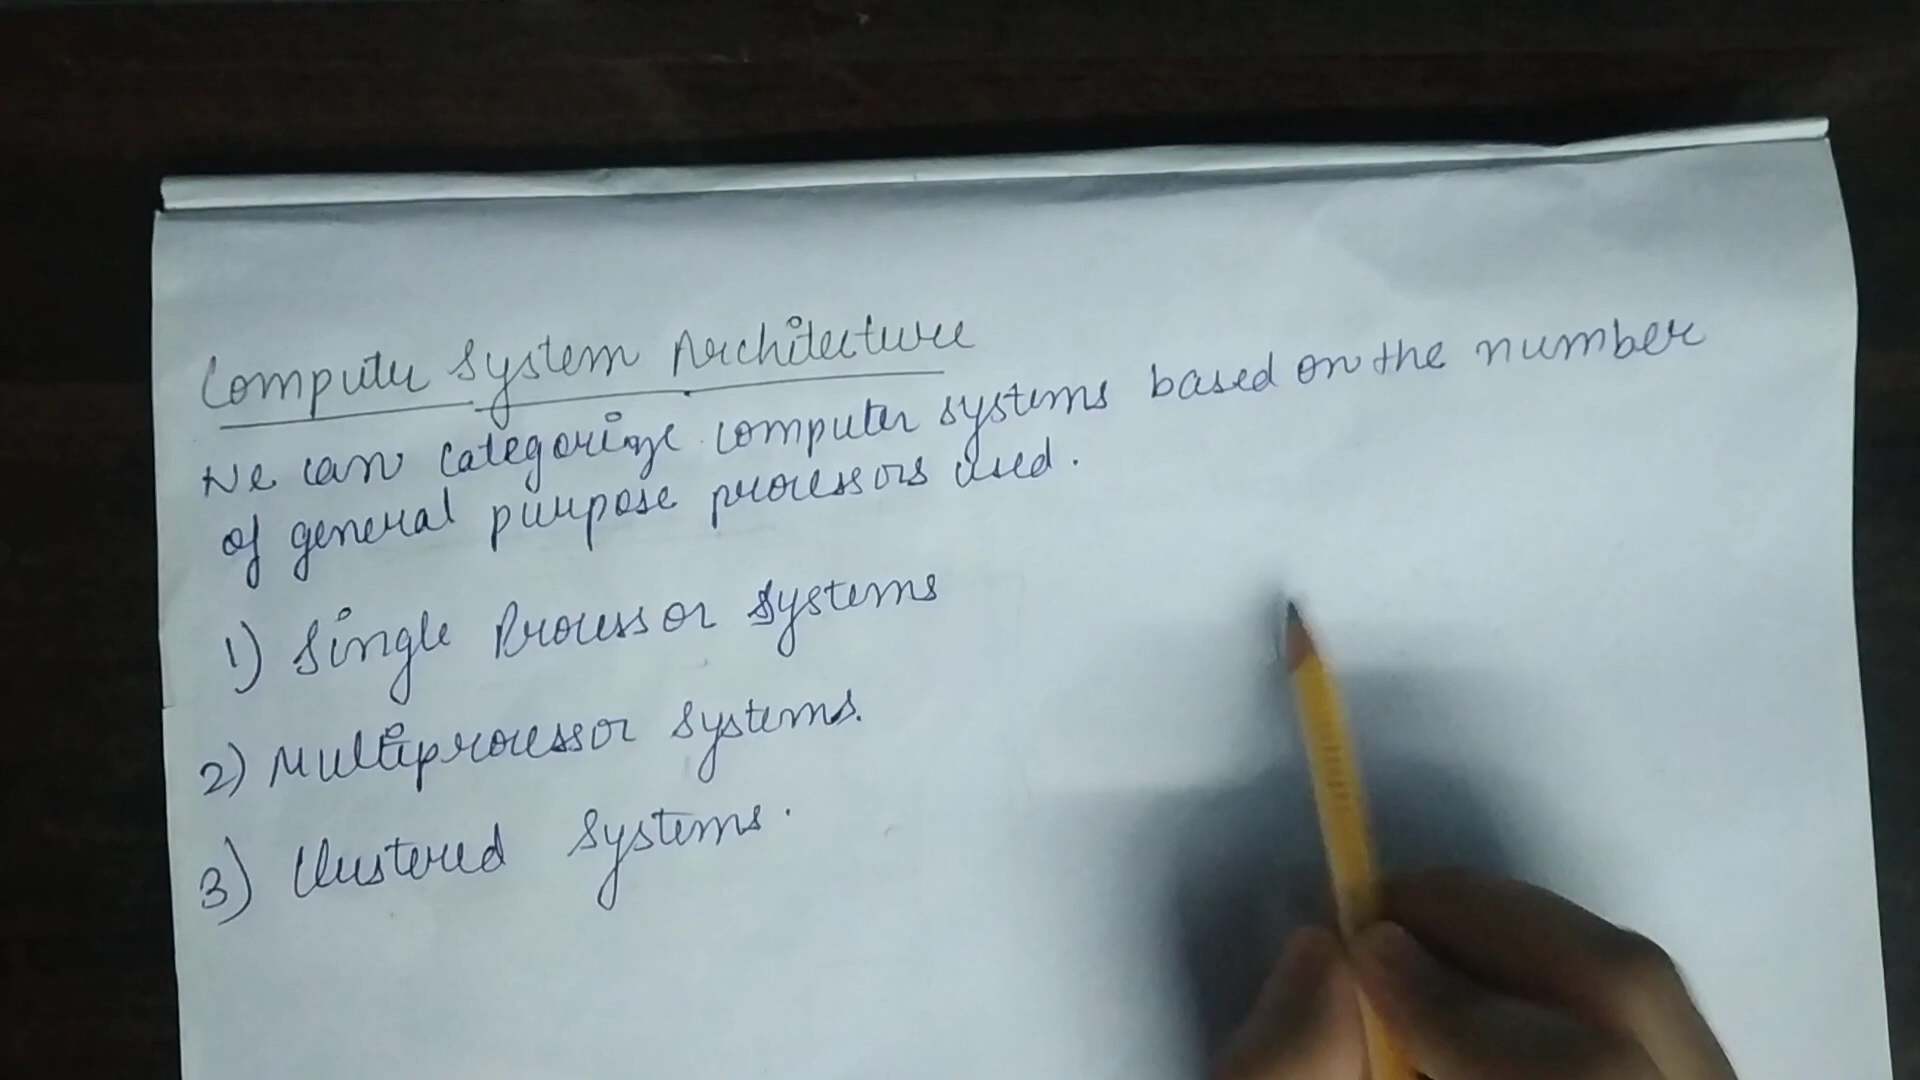 Computer System Architecture
We can categorize computer systems based on the number
of general purpose processors used.
1) Single Processor Systems
2) Multiprocessor Systems.
3) Clustered Systems.